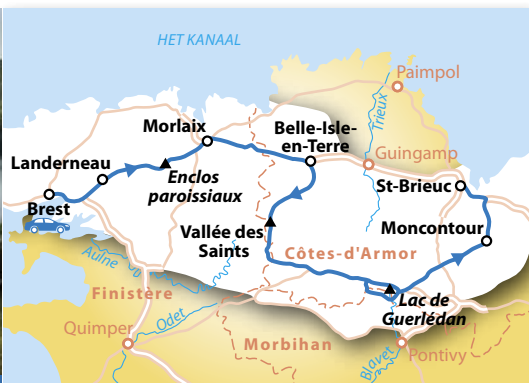 HET KANAAL
Paimpol
Trieux
Morlaix
Belle-Isle-
en-Terre
Guingamp
Landerneau
Enclos
paroissiaux
St-Brieuc
Brest
Vallée des
Saints
Moncontour
Côtes-d'Armor
Aulne
Finistère
Lac de
Guerlédan
Odet
Quimper
Morbihan
Blavet
Pontivy